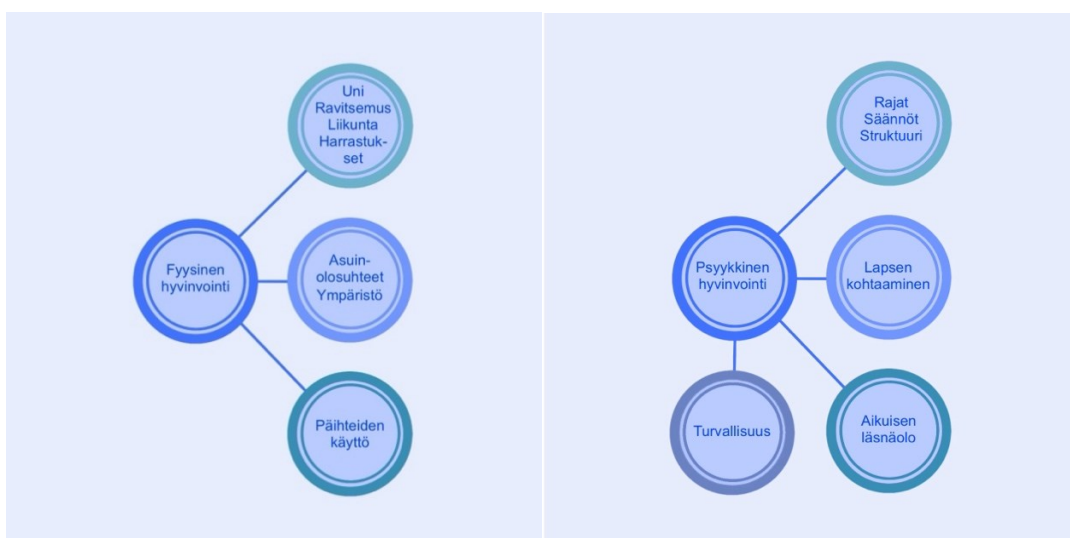 Uni
Ravitsemus
Liikunta
Harrastuk-
set
Fyysinen
hyvinvointi
Asuin-
olosuhteet
Ympäristö
Päihteiden
käyttö
Rajat
Säännöt
Struktuuri
Psyykkinen
hyvinvointi
Lapsen
kohtaaminen
Turvallisuus
Aikuisen
läsnäolo